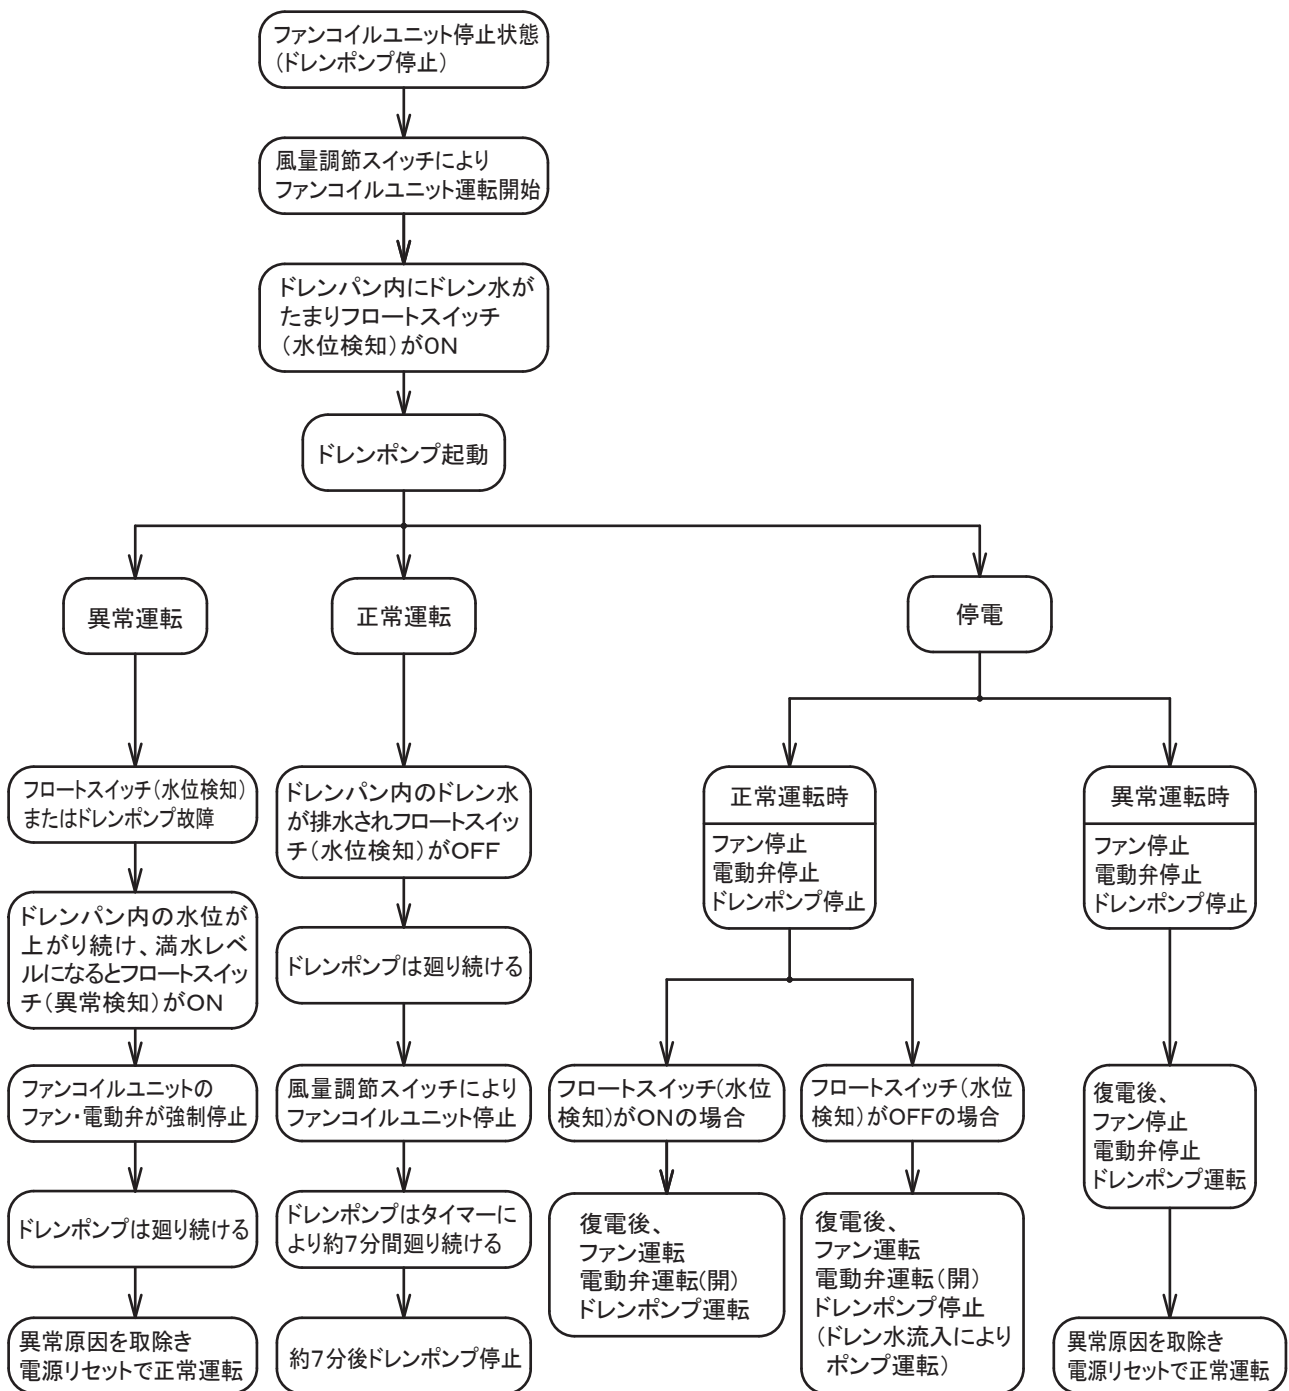 ファンコイルユニット停止状態
(ドレンポンプ停止)
風量調節スイッチにより
ファンコイルユニット運転開始
ドレンパン内にドレン水が
たまりフロートスイッチ
(水位検知)がON
ドレンポンプ起動
異常運転
フロートスイッチ(水位検知)
またはドレンポンプ故障
ドレンパン内の水位が
上がり続け、満水レベ
ルになるとフロートスイッ
チ(異常検知)がON
ファンコイルユニットの
ファン・電動弁が強制停止
ドレンポンプは廻り続ける
異常原因を取除き
電源リセットで正常運転
正常運転
ドレンパン内のドレン水
が排水されフロートスイッ
チ(水位検知)がOFF
ドレンポンプは廻り続ける
風量調節スイッチにより
ファンコイルユニット停止
ドレンポンプはタイマーに
より約7分間廻り続ける
約7分後ドレンポンプ停止
停電
正常運転時
ファン停止
電動弁停止
ドレンポンプ停止
フロートスイッチ(水位
検知)がONの場合
復電後、
ファン運転
電動弁運転(開)
ドレンポンプ運転
フロートスイッチ(水位
検知)がOFFの場合
復電後、
ファン運転
電動弁運転(開)
ドレンポンプ停止
(ドレン水流入により
ポンプ運転)
異常運転時
ファン停止
電動弁停止
ドレンポンプ停止
復電後、
ファン停止
電動弁停止
ドレンポンプ運転
異常原因を取除き
電源リセットで正常運転